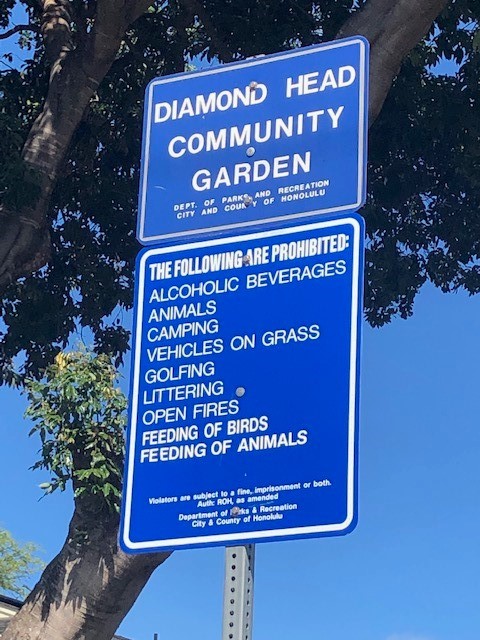 DIAMOND HEAD
COMMUNITY
GARDEN
DEPT. OF PARKS AND RECREATION
CITY AND COUNTY OF HONOLULU
THE FOLLOWING ARE PROHIBITED:
ALCOHOLIC BEVERAGES
ANIMALS
CAMPING
VEHICLES ON GRASS
GOLFING
LITTERING
OPEN FIRES
FEEDING OF BIRDS
FEEDING OF ANIMALS
Violators are subject to a fine, imprisonment or both.
Auth: ROH, as amended
Department of Parks & Recreation
City & County of Honolulu